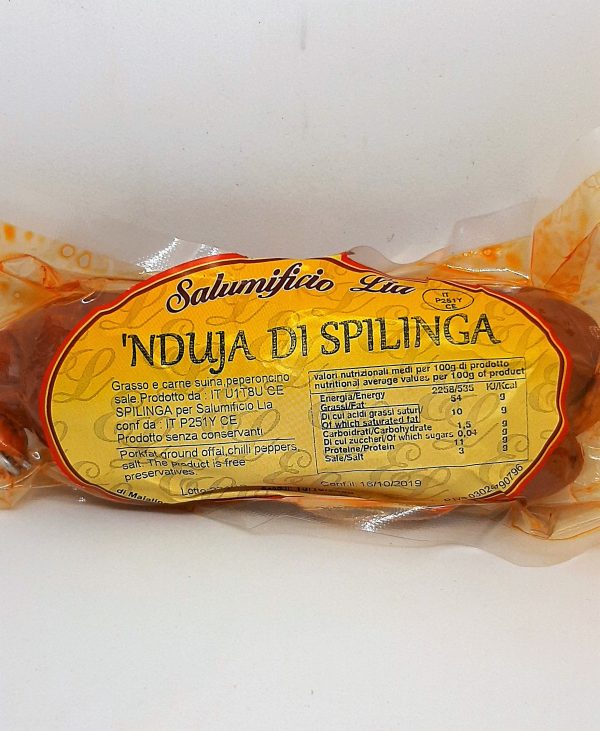 Salumificio Lia
IT
P251Y
CE
'NDUJA DI SPILINGA
Grasso e carne suina,peperoncino
sale.Prodotto da : IT U1T8U CE
SPILINGA per Salumificio Lia
conf da : IT P251Y CE
Prodotto senza conservanti
Porkfat,ground offal,chilli peppers,
salt. The product is free
preservatives
valori nutrizionali medi per 100g di prodotto
nutritional average values per 100g of product
Energia/Energy 2258/535 KJ/Kcal
Grassi/Fat 54 g
Di cui acidi grassi saturi/
Of which saturated fat 10 g
Carboidrati/Carbohydrate 1,5 g
Di cui zuccheri/Of which sugars 0,04 g
Proteine/Protein 11 g
Sale/Salt 3 g
Lotto
Conf.il 16/10/2019
di